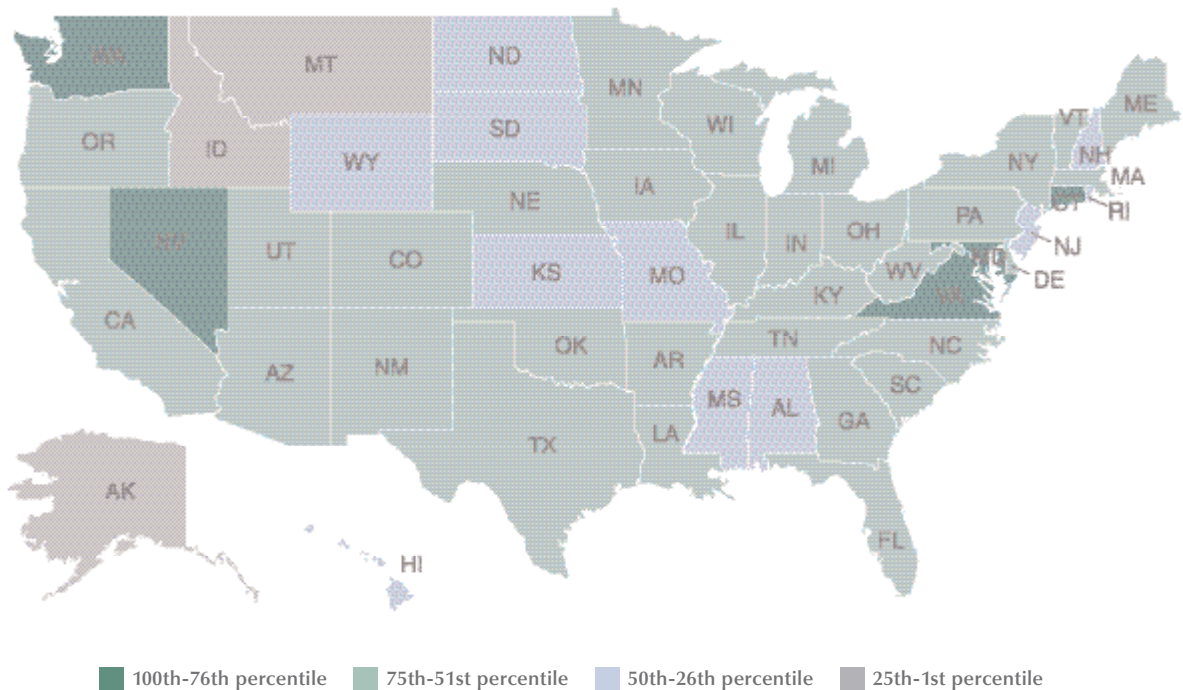 WA
MT
ND
MN
ME
VT
OR
ID
SD
WI
WY
MI
NY
NH
MA
IA
NE
CT
RI
PA
NV
UT
CO
IL
IN
OH
NJ
KS
MO
WV
MD
DE
VA
KY
CA
TN
NC
AZ
NM
OK
AR
SC
MS
AL
GA
LA
TX
AK
FL
HI
100th-76th percentile 75th-51st percentile 50th-26th percentile 25th-1st percentile